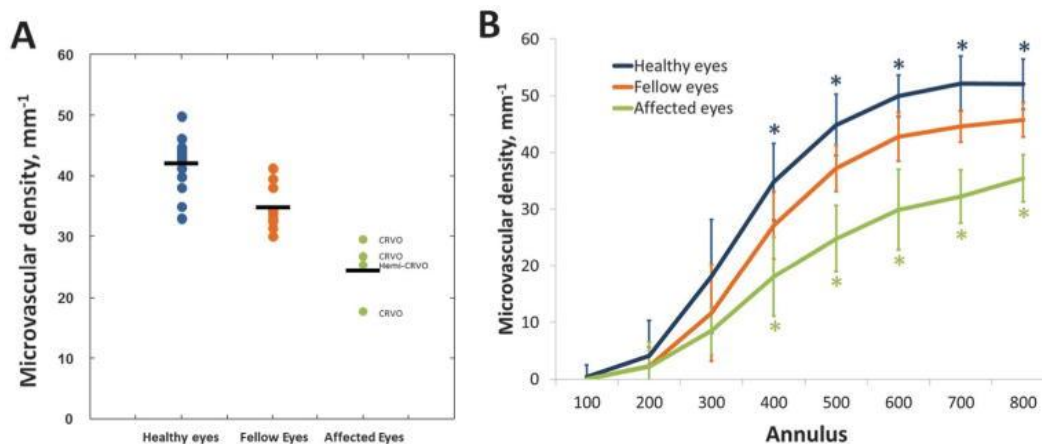 A
Microvascular density, mm-1
60
50
40
30
20
10
0
CRVO
CRVO
Hemi-CRVO
CRVO
Healthy eyes Fellow Eyes Affected Eyes
B
Microvascular density, mm-1
60
50
40
30
20
10
0
Healthy eyes
Fellow eyes
Affected eyes
* * * * *
* * * * *
100 200 300 400 500 600 700 800
Annulus